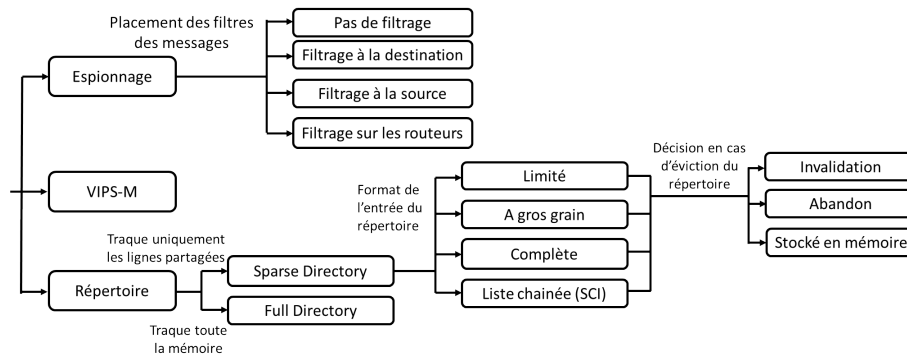 Placement des filtres
des messages
Pas de filtrage
Filtrage à la destination
Espionnage
Filtrage à la source
Filtrage sur les routeurs
VIPS-M
Répertoire
Traque uniquement
les lignes partagées
Sparse Directory
Full Directory
Traque toute
la mémoire
Format de
l'entrée du
répertoire
Limité
A gros grain
Complète
Liste chainée (SCI)
Décision en cas
d'éviction du
répertoire
Invalidation
Abandon
Stocké en mémoire